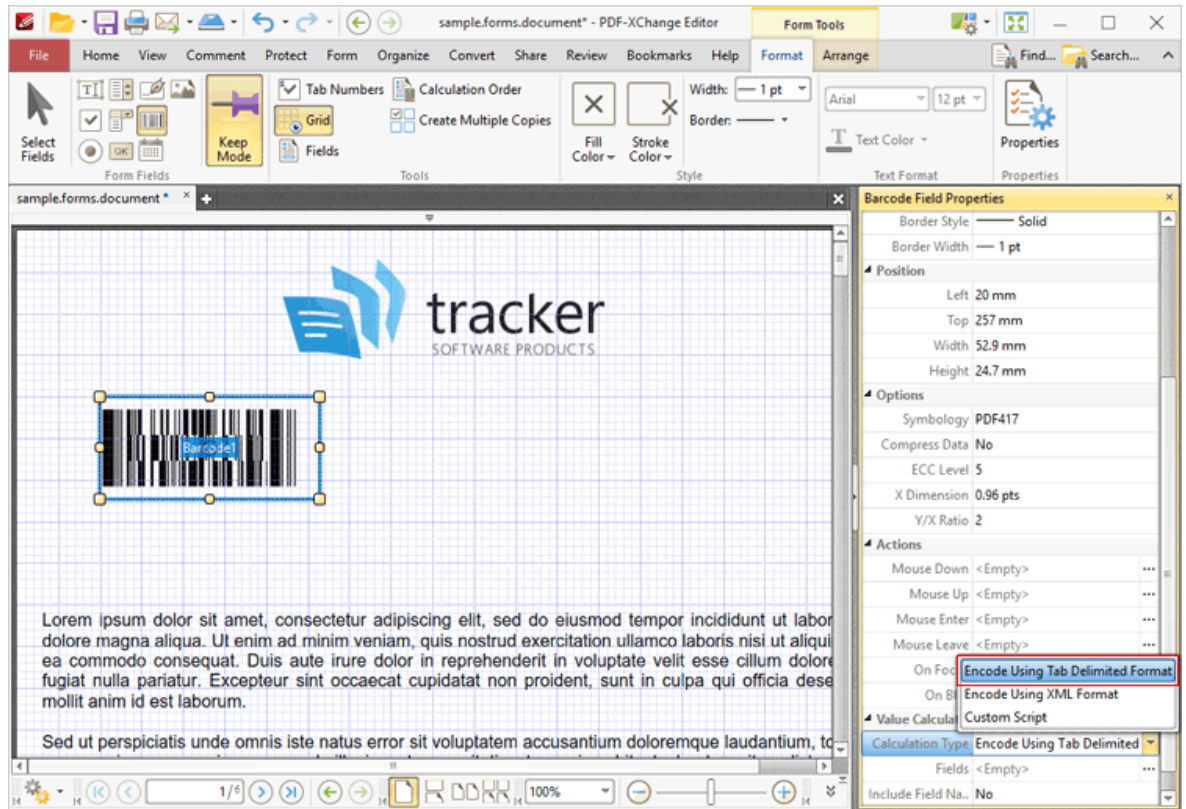 sample.forms.document* - PDF-XChange Editor
Form Tools
File Home View Comment Protect Form Organize Convert Share Review Bookmarks Help Format Arrange Find... Search...
Select Fields
OK
Form Fields
Keep Mode
Tab Numbers
Grid
Fields
Calculation Order
Create Multiple Copies
Tools
Fill Color
Stroke Color
Width: 1 pt
Border:
Style
Arial 12 pt
Text Color
Text Format
Properties
Properties
sample.forms.document *
tracker
SOFTWARE PRODUCTS
Barcode1
Lorem ipsum dolor sit amet, consectetur adipiscing elit, sed do eiusmod tempor incididunt ut labor
dolore magna aliqua. Ut enim ad minim veniam, quis nostrud exercitation ullamco laboris nisi ut aliqui
ea commodo consequat. Duis aute irure dolor in reprehenderit in voluptate velit esse cillum dolore
fugiat nulla pariatur. Excepteur sint occaecat cupidatat non proident, sunt in culpa qui officia dese
mollit anim id est laborum.
Sed ut perspiciatis unde omnis iste natus error sit voluptatem accusantium doloremque laudantium, to
Barcode Field Properties
Border Style Solid
Border Width 1 pt
Position
Left 20 mm
Top 257 mm
Width 52.9 mm
Height 24.7 mm
Options
Symbology PDF417
Compress Data No
ECC Level 5
X Dimension 0.96 pts
Y/X Ratio 2
Actions
Mouse Down <Empty> ...
Mouse Up <Empty> ...
Mouse Enter <Empty> ...
Mouse Leave <Empty> ...
On Foc
Encode Using Tab Delimited Format
On Bl
Encode Using XML Format
Custom Script
Value Calcula
Calculation Type Encode Using Tab Delimited
Fields <Empty>
Include Field Na.. No
1/6
100%